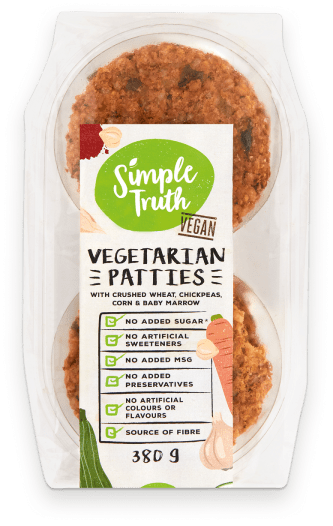 Simple
Truth
VEGAN
VEGETARIAN
PATTIES
WITH CRUSHED WHEAT, CHICKPEAS,
CORN & BABY MARROW
NO ADDED SUGAR*
NO ARTIFICIAL
SWEETENERS
NO ADDED MSG
NO ADDED
PRESERVATIVES
NO ARTIFICIAL
COLOURS OR
FLAVOURS
SOURCE OF FIBRE
380 g